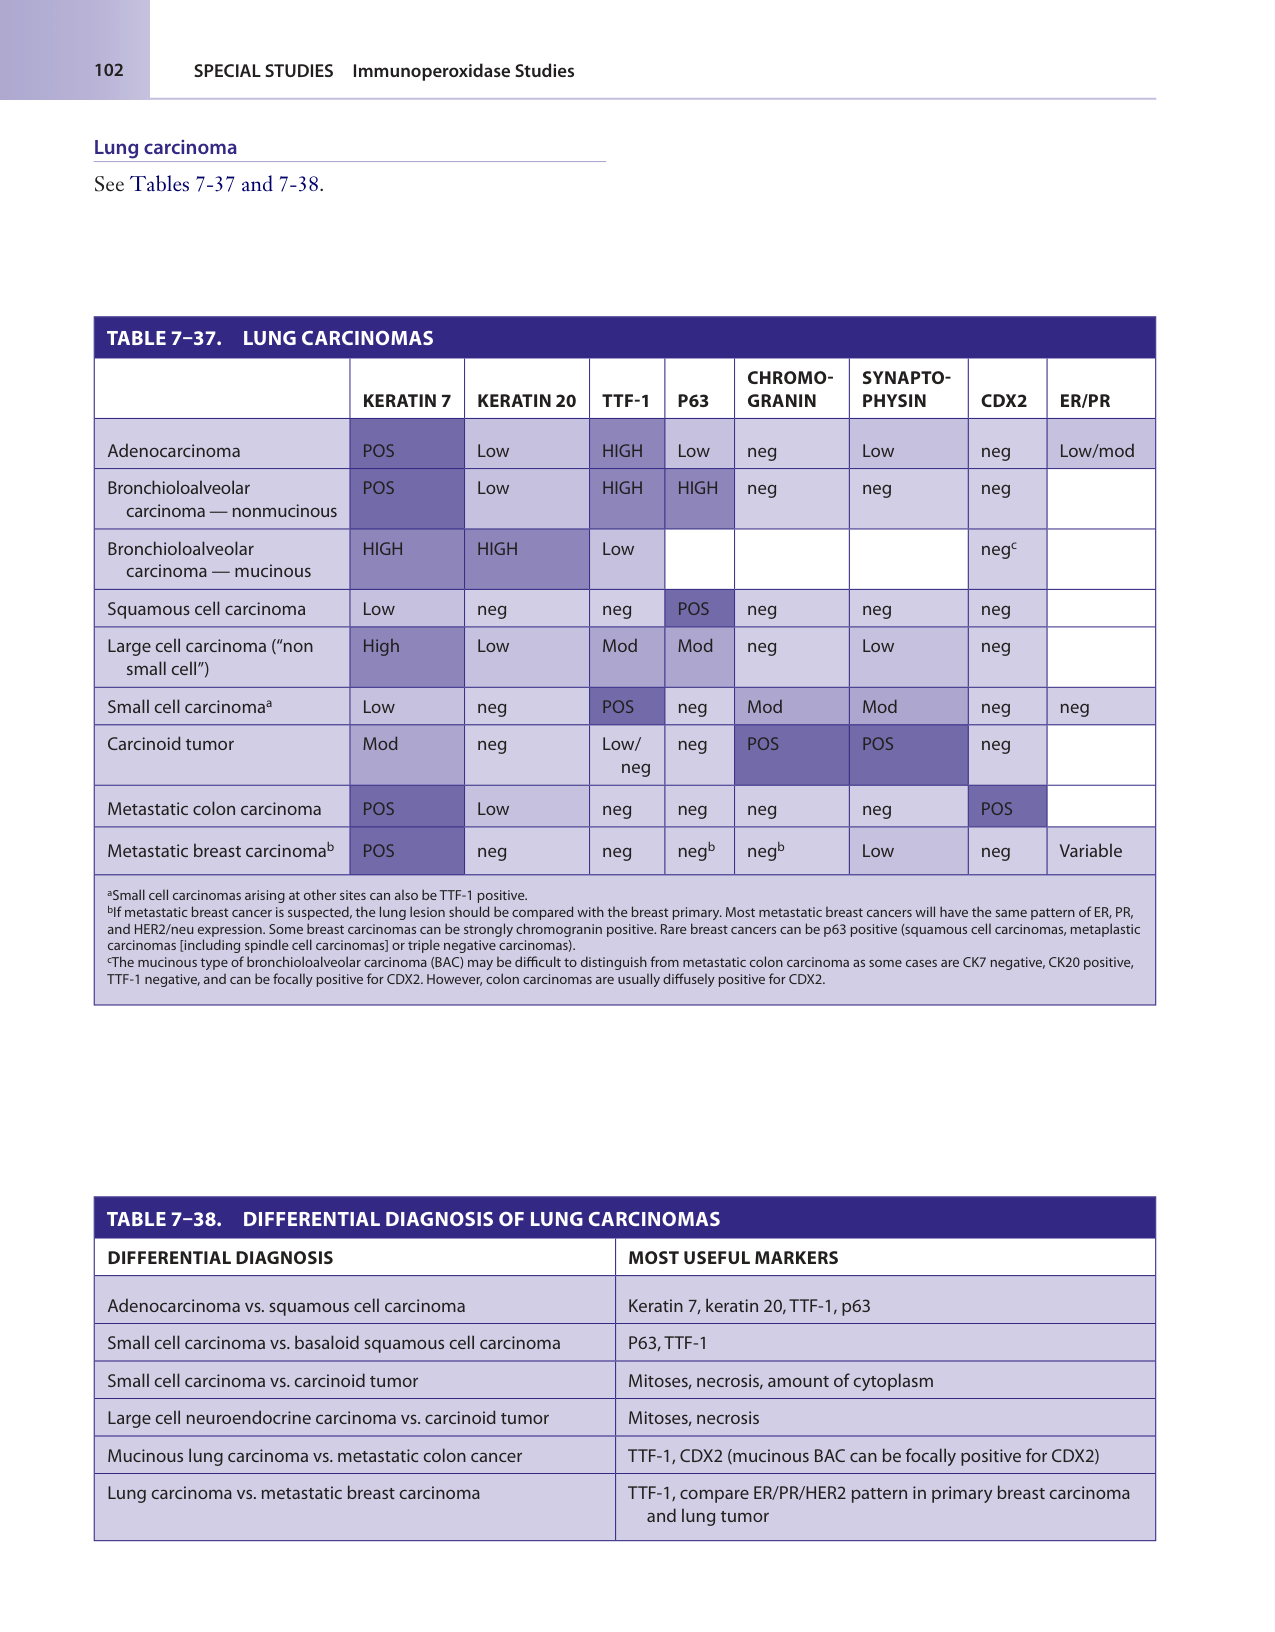 102
SPECIAL STUDIES Immunoperoxidase Studies
Lung carcinoma
See Tables 7-37 and 7-38.
TABLE 7–37. LUNG CARCINOMAS
KERATIN 7 KERATIN 20 TTF-1 P63 CHROMO-GRANIN SYNAPTO-PHYSIN CDX2 ER/PR
Adenocarcinoma POS Low HIGH Low neg Low neg Low/mod
Bronchioloalveolar POS Low HIGH HIGH neg neg neg
carcinoma — nonmucinous
Bronchioloalveolar HIGH HIGH Low negᶜ
carcinoma — mucinous
Squamous cell carcinoma Low neg neg POS neg neg neg
Large cell carcinoma (“non High Low Mod Mod neg Low neg
small cell”)
Small cell carcinomaᵃ Low neg POS neg Mod Mod neg neg
Carcinoid tumor Mod neg Low/ neg POS POS neg
neg
Metastatic colon carcinoma POS Low neg neg neg neg POS
Metastatic breast carcinomaᵇ POS neg neg negᵇ negᵇ Low neg Variable
ᵃSmall cell carcinomas arising at other sites can also be TTF-1 positive.
ᵇIf metastatic breast cancer is suspected, the lung lesion should be compared with the breast primary. Most metastatic breast cancers will have the same pattern of ER, PR,
and HER2/neu expression. Some breast carcinomas can be strongly chromogranin positive. Rare breast cancers can be p63 positive (squamous cell carcinomas, metaplastic
carcinomas [including spindle cell carcinomas] or triple negative carcinomas).
ᶜThe mucinous type of bronchioloalveolar carcinoma (BAC) may be difficult to distinguish from metastatic colon carcinoma as some cases are CK7 negative, CK20 positive,
TTF-1 negative, and can be focally positive for CDX2. However, colon carcinomas are usually diffusely positive for CDX2.
TABLE 7–38. DIFFERENTIAL DIAGNOSIS OF LUNG CARCINOMAS
DIFFERENTIAL DIAGNOSIS MOST USEFUL MARKERS
Adenocarcinoma vs. squamous cell carcinoma Keratin 7, keratin 20, TTF-1, p63
Small cell carcinoma vs. basaloid squamous cell carcinoma P63, TTF-1
Small cell carcinoma vs. carcinoid tumor Mitoses, necrosis, amount of cytoplasm
Large cell neuroendocrine carcinoma vs. carcinoid tumor Mitoses, necrosis
Mucinous lung carcinoma vs. metastatic colon cancer TTF-1, CDX2 (mucinous BAC can be focally positive for CDX2)
Lung carcinoma vs. metastatic breast carcinoma TTF-1, compare ER/PR/HER2 pattern in primary breast carcinoma
and lung tumor